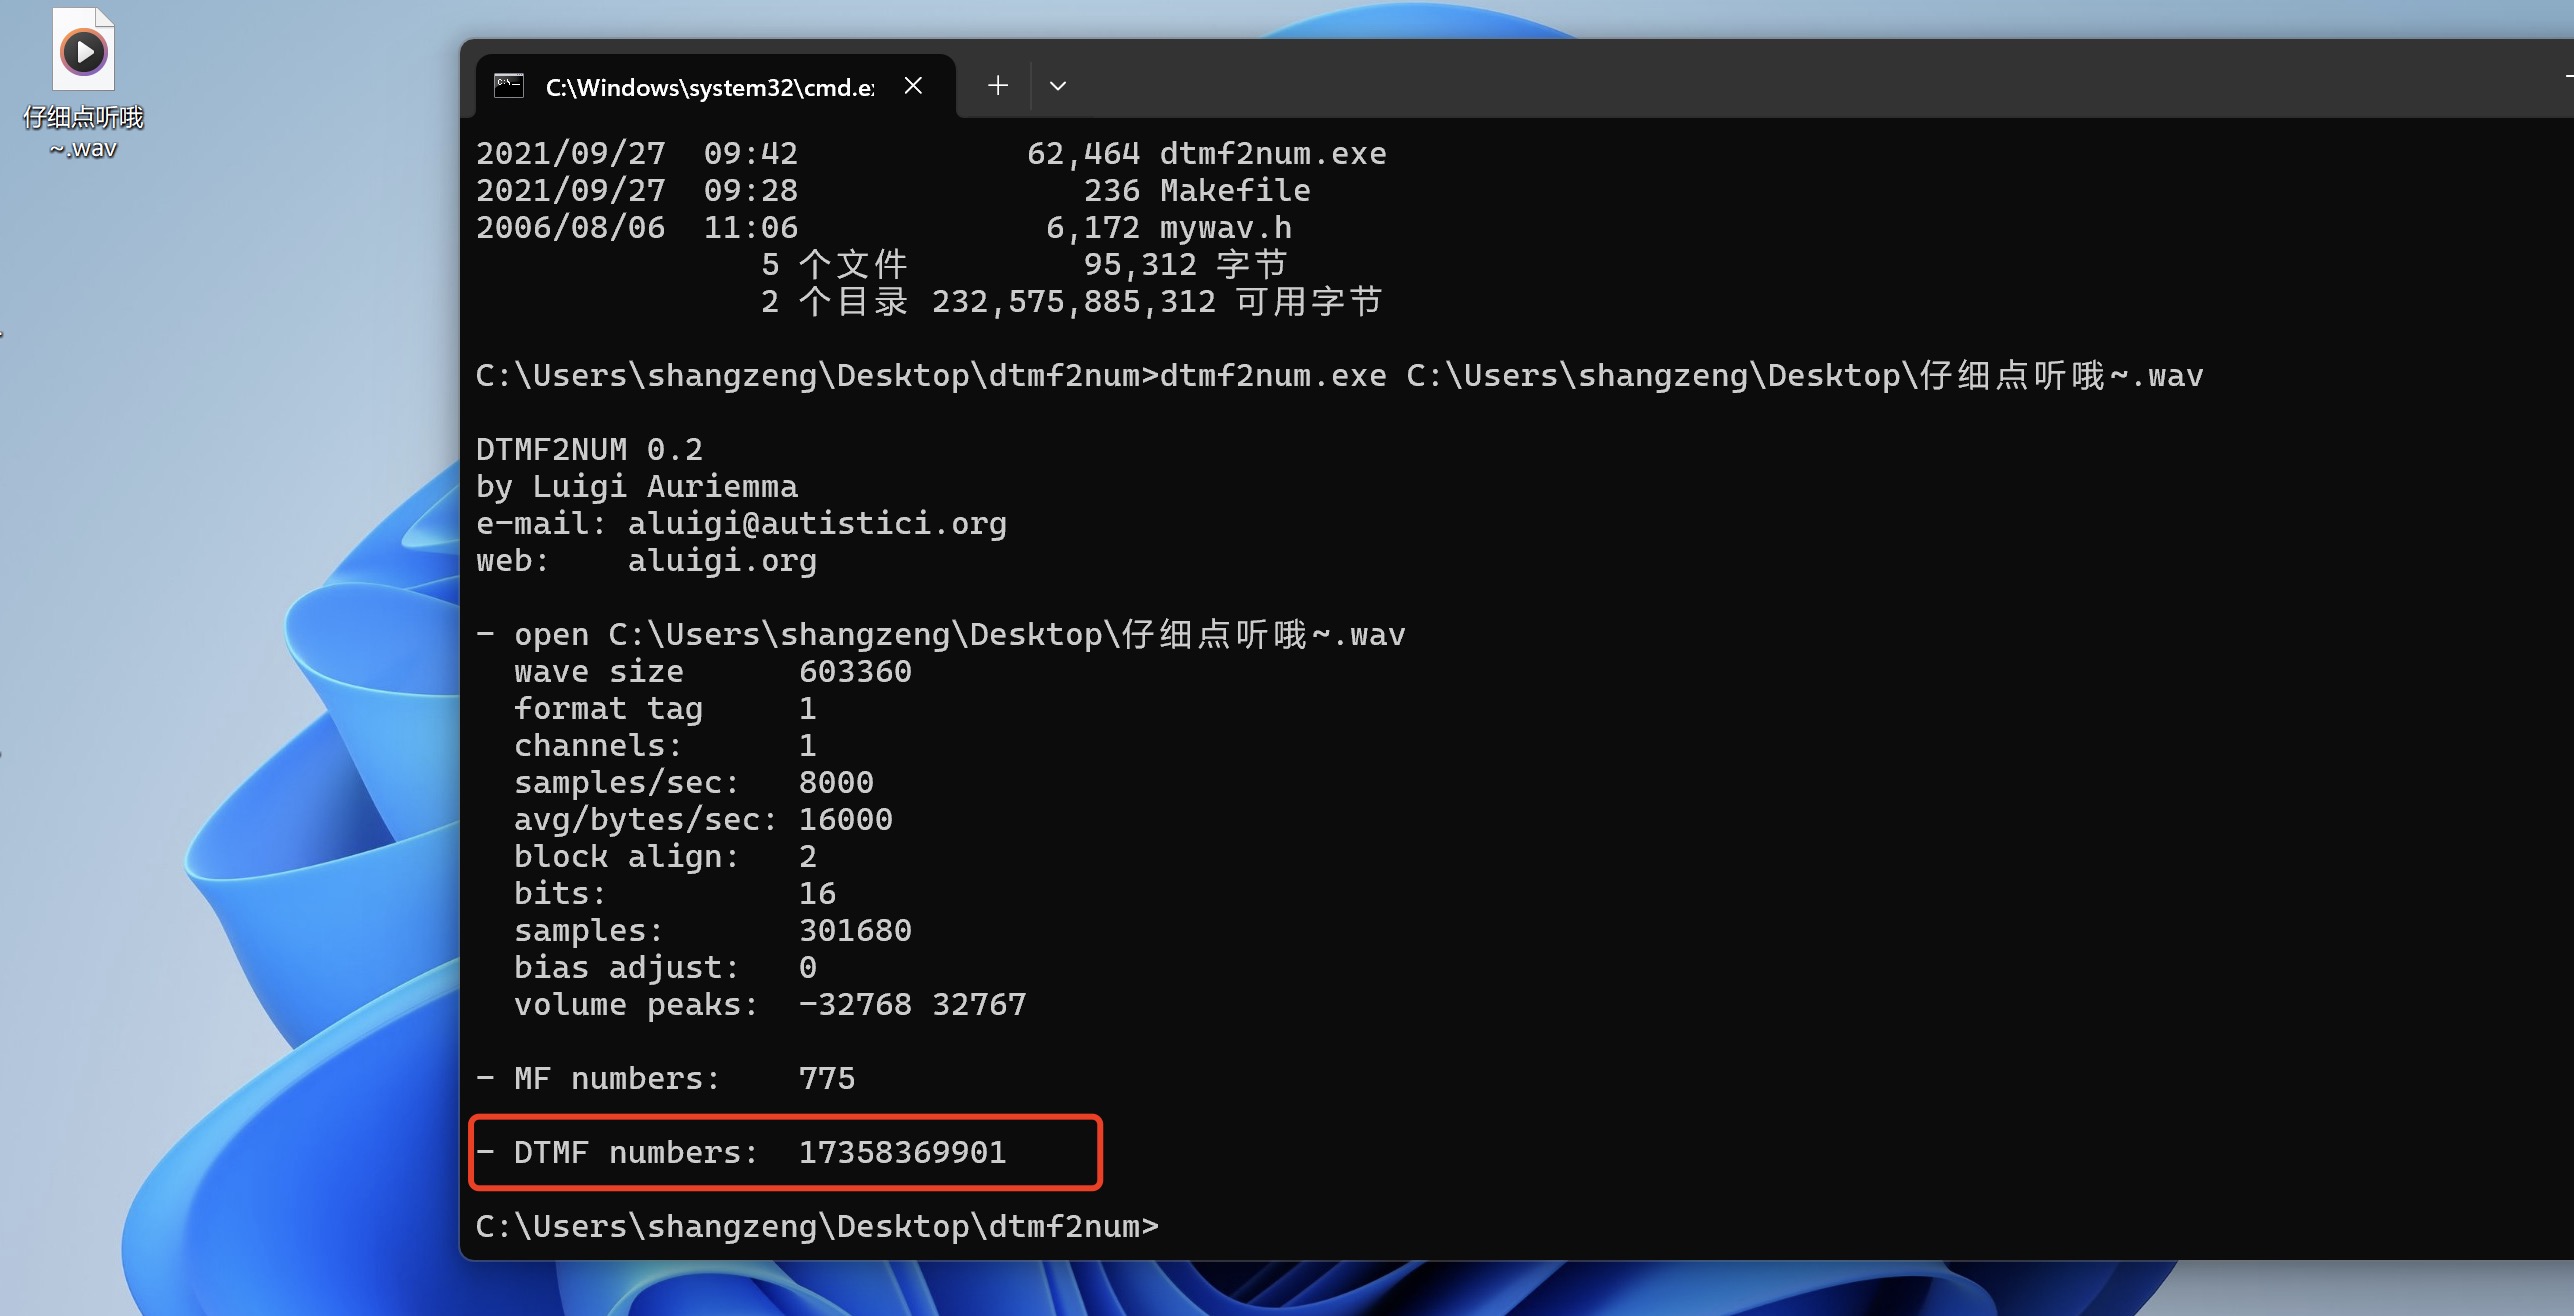 仔细点听哦
~.wav
C:\Windows\system32\cmd.e
2021/09/27  09:42            62,464 dtmf2num.exe
2021/09/27  09:28               236 Makefile
2006/08/06  11:06             6,172 mywav.h
5 个文件         95,312 字节
2 个目录 232,575,885,312 可用字节
C:\Users\shangzeng\Desktop\dtmf2num>dtmf2num.exe C:\Users\shangzeng\Desktop\仔细点听哦~.wav
DTMF2NUM 0.2
by Luigi Auriemma
e-mail: aluigi@autistici.org
web:    aluigi.org
- open C:\Users\shangzeng\Desktop\仔细点听哦~.wav
wave size      603360
format tag     1
channels:      1
samples/sec:   8000
avg/bytes/sec: 16000
block align:   2
bits:          16
samples:       301680
bias adjust:   0
volume peaks:  -32768 32767
- MF numbers:    775
- DTMF numbers:  17358369901
C:\Users\shangzeng\Desktop\dtmf2num>